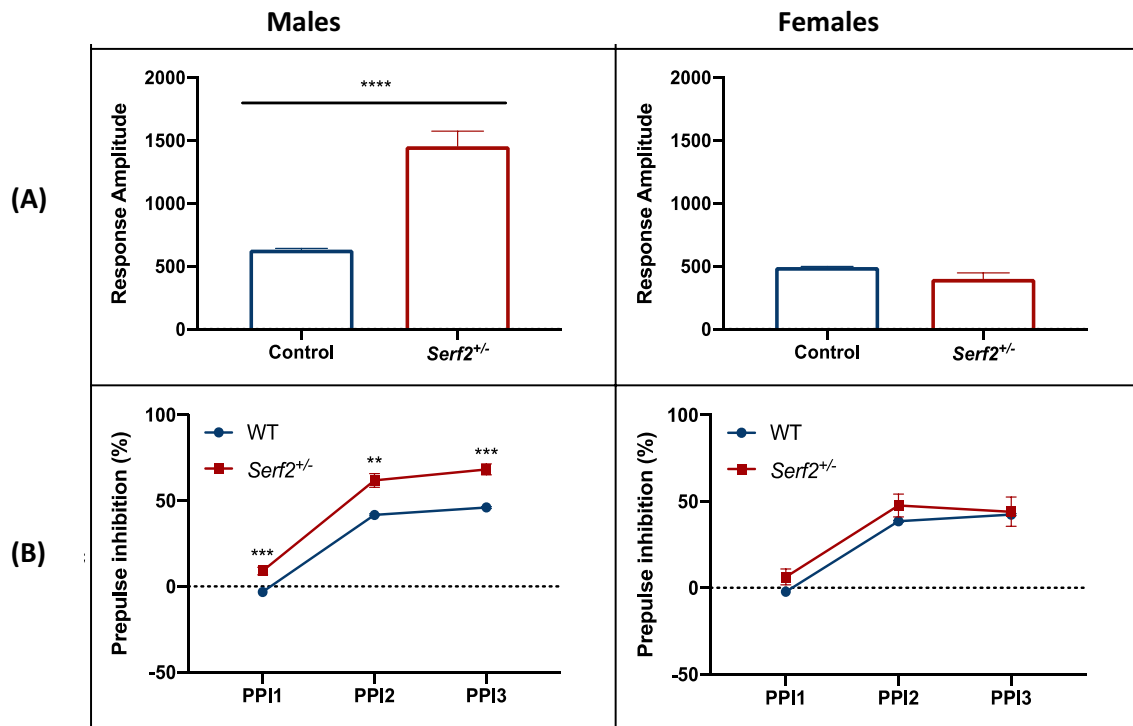 Males
Females
(A)
Response Amplitude
2000
1500
1000
500
0
****
Control
Serf2+/-
Response Amplitude
2000
1500
1000
500
0
Control
Serf2+/-
(B)
Prepulse inhibition (%)
100
50
0
-50
WT
Serf2+/-
***
**
***
PPI1
PPI2
PPI3
Prepulse inhibition (%)
100
50
0
-50
WT
Serf2+/-
PPI1
PPI2
PPI3